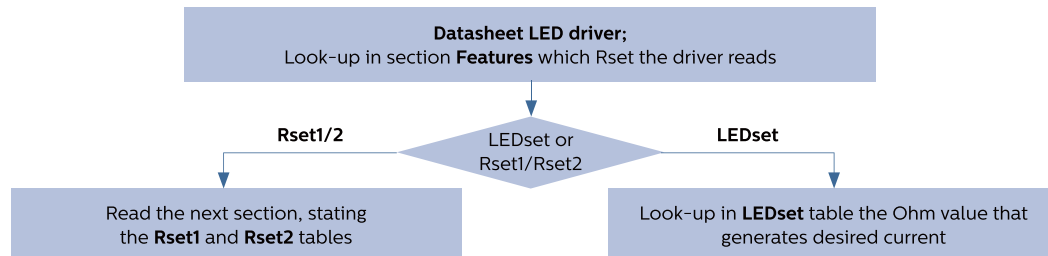 Datasheet LED driver;
Look-up in section Features which Rset the driver reads
Rset1/2
LEDset or
Rset1/Rset2
LEDset
Read the next section, stating
the Rset1 and Rset2 tables
Look-up in LEDset table the Ohm value that
generates desired current